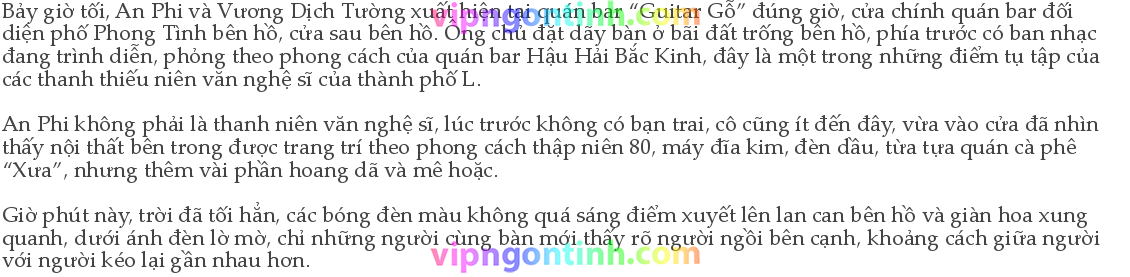 Bảy giờ tối, An Phi và Vương Dịch Tường xuất hiện tại quán bar “Guitar Gỗ” đúng giờ, cửa chính quán bar đối
diện phố Phong Tình bên hồ, cửa sau bên hồ. Ông chủ đặt dãy bàn ở bãi đất trống bên hồ, phía trước có ban nhạc
đang trình diễn, phỏng theo phong cách của quán bar Hậu Hải Bắc Kinh, đây là một trong những điểm tụ tập của
các thanh thiếu niên văn nghệ sĩ của thành phố L.
An Phi không phải là thanh niên văn nghệ sĩ, lúc trước không có bạn trai, cô cũng ít đến đây, vừa vào cửa đã nhìn
thấy nội thất bên trong được trang trí theo phong cách thập niên 80, máy đĩa kim, đèn dầu, tựa tựa quán cà phê
“Xưa”, nhưng thêm vài phần hoang dã và mê hoặc.
Giờ phút này, trời đã tối hẳn, các bóng đèn màu không quá sáng điểm xuyết lên lan can bên hồ và giàn hoa xung
quanh, dưới ánh đèn lờ mờ, chỉ những người cùng bàn mới thấy rõ người ngồi bên cạnh, khoảng cách giữa người
với người kéo lại gần nhau hơn.
vipngontinh.com
vipngontinh.com